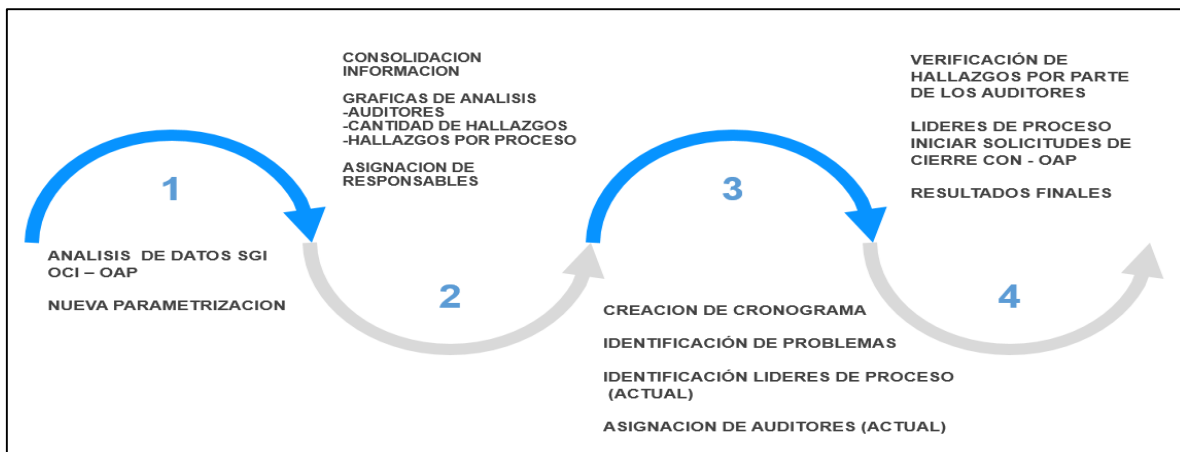 1
ANALISIS DE DATOS SGI
OCI – OAP
NUEVA PARAMETRIZACION
CONSOLIDACION
INFORMACION
GRAFICAS DE ANALISIS
-AUDITORES
-CANTIDAD DE HALLAZGOS
-HALLAZGOS POR PROCESO
ASIGNACION DE
RESPONSABLES
2
3
CREACION DE CRONOGRAMA
IDENTIFICACIÓN DE PROBLEMAS
IDENTIFICACIÓN LIDERES DE PROCESO
(ACTUAL)
ASIGNACION DE AUDITORES (ACTUAL)
VERIFICACIÓN DE
HALLAZGOS POR PARTE
DE LOS AUDITORES
LIDERES DE PROCESO
INICIAR SOLICITUDES DE
CIERRE CON - OAP
RESULTADOS FINALES
4